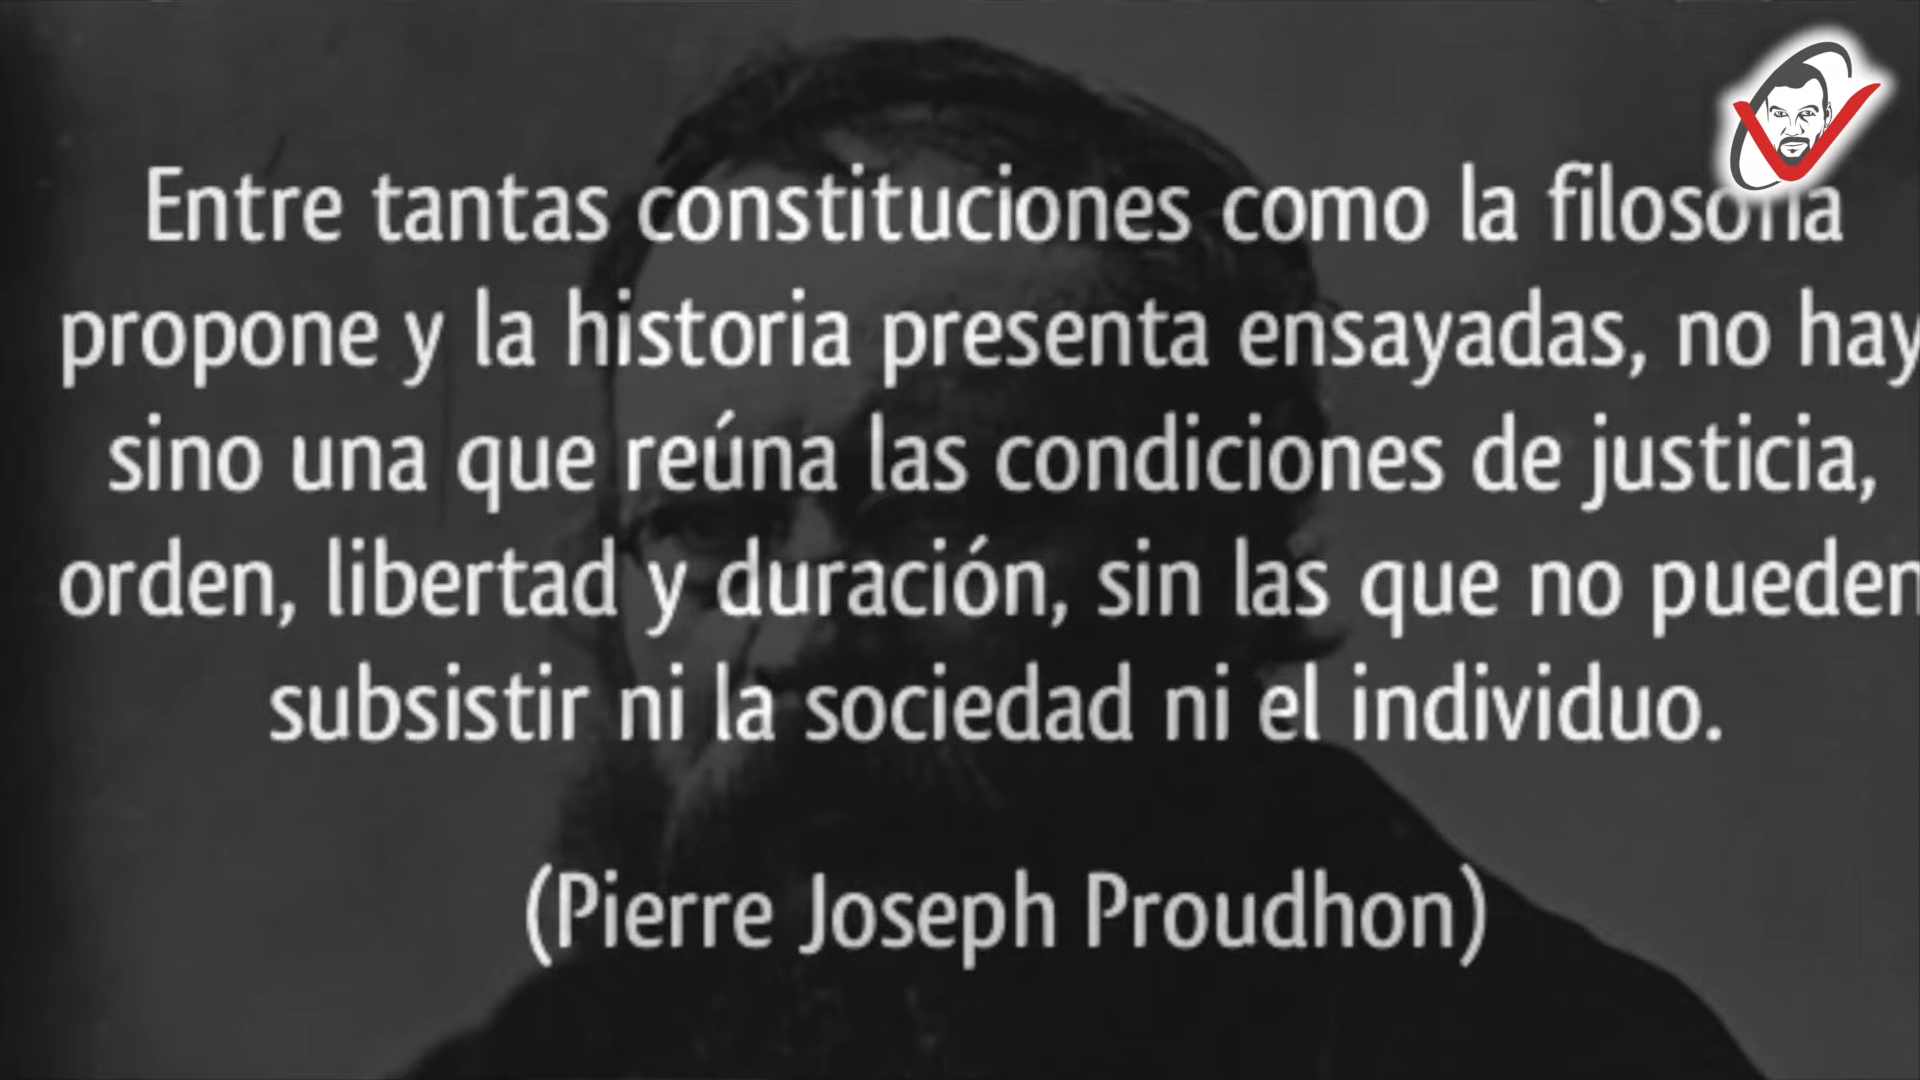 Entre tantas constituciones como la filosofía
propone y la historia presenta ensayadas, no hay
sino una que reúna las condiciones de justicia,
orden, libertad y duración, sin las que no pueden
subsistir ni la sociedad ni el individuo.
(Pierre Joseph Proudhon)